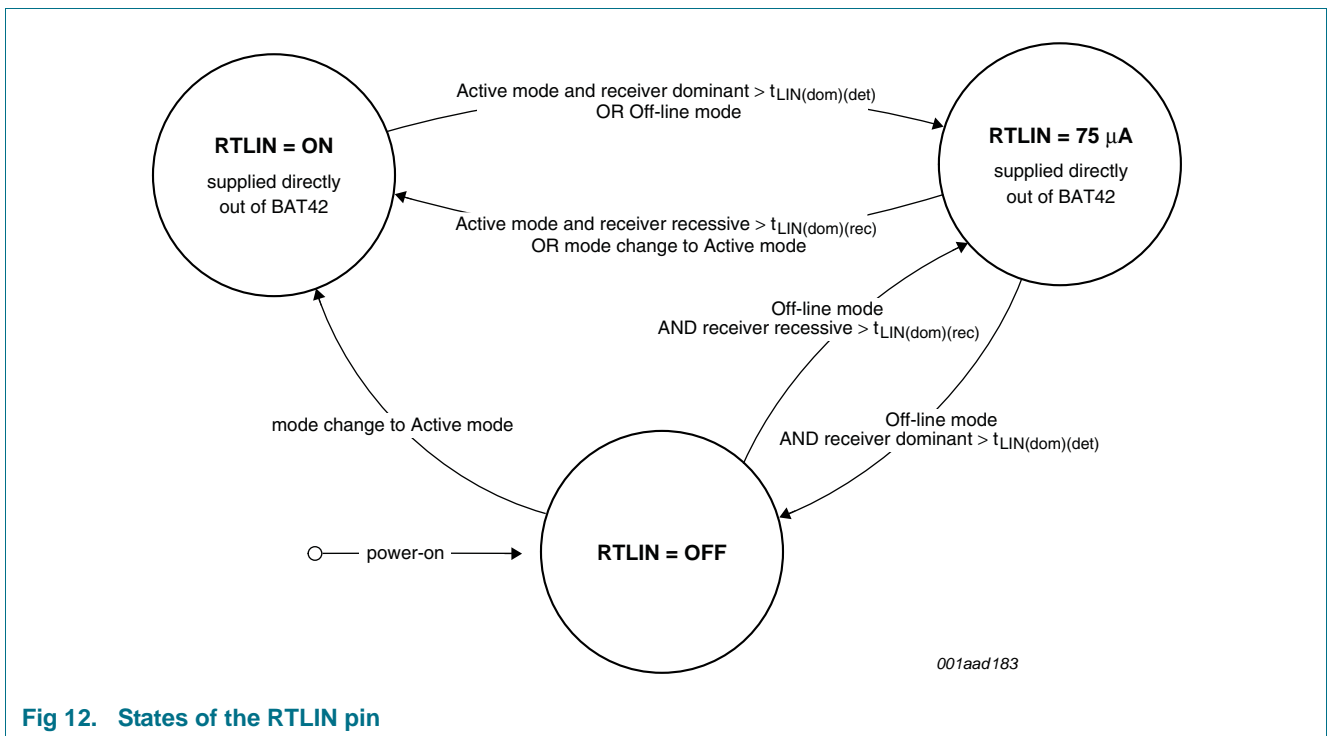 Active mode and receiver dominant > tLIN(dom)(det)
OR Off-line mode
RTLIN = ON
supplied directly
out of BAT42
RTLIN = 75 μA
supplied directly
out of BAT42
Active mode and receiver recessive > tLIN(dom)(rec)
OR mode change to Active mode
Off-line mode
AND receiver recessive > tLIN(dom)(rec)
mode change to Active mode
Off-line mode
AND receiver dominant > tLIN(dom)(det)
power-on
RTLIN = OFF
001aad183
Fig 12. States of the RTLIN pin